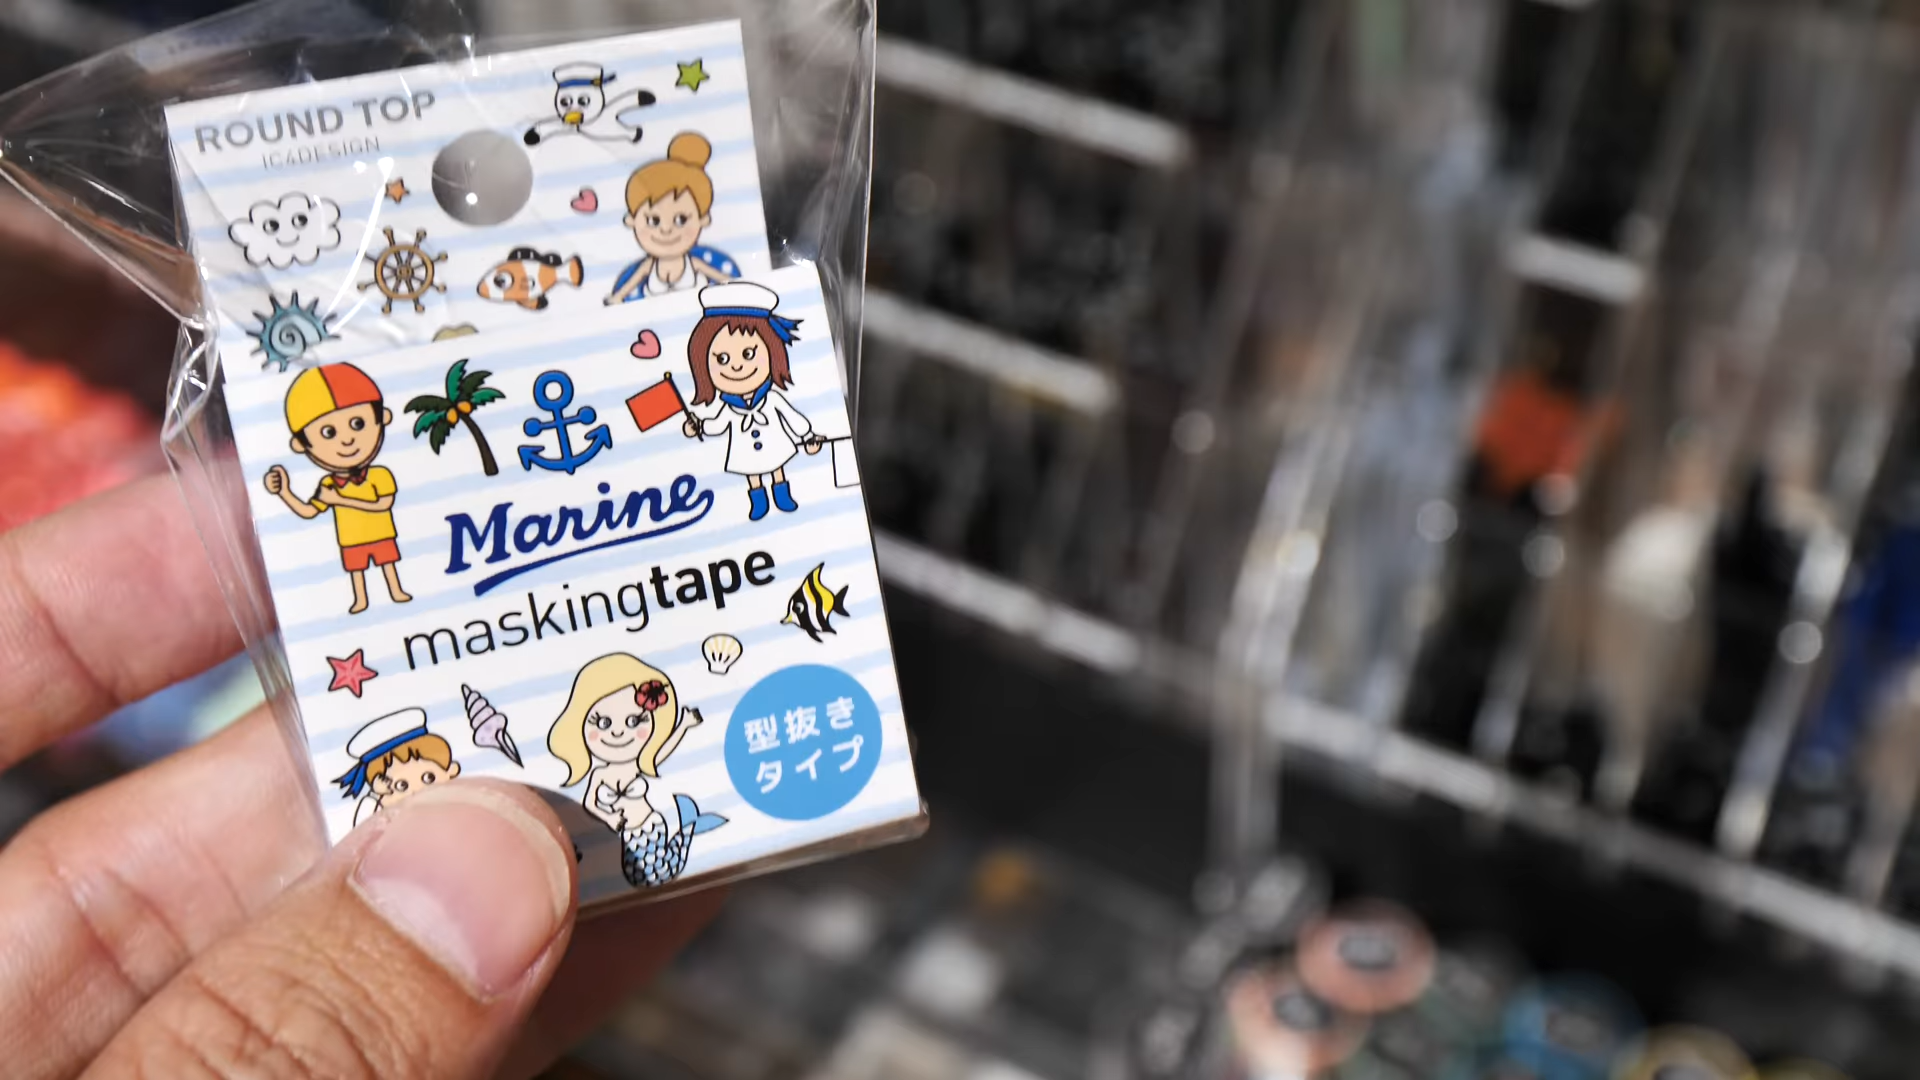 ROUND TOP
IC4DESIGN
Marine
maskingtape
型抜き
タイプ